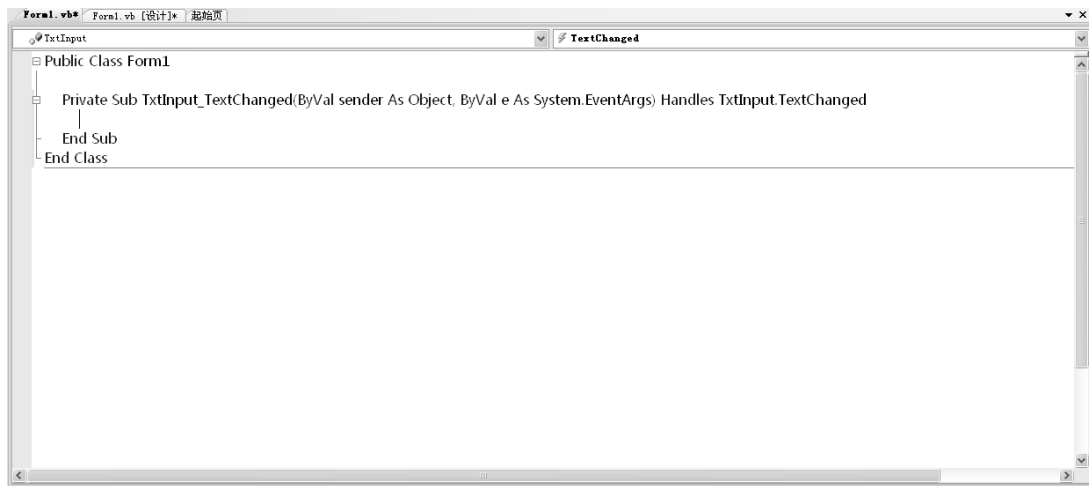 Form1.vb* Form1.vb [设计]* 起始页
TxtInput TextChanged
Public Class Form1
Private Sub TxtInput_TextChanged(ByVal sender As Object, ByVal e As System.EventArgs) Handles TxtInput.TextChanged
End Sub
End Class